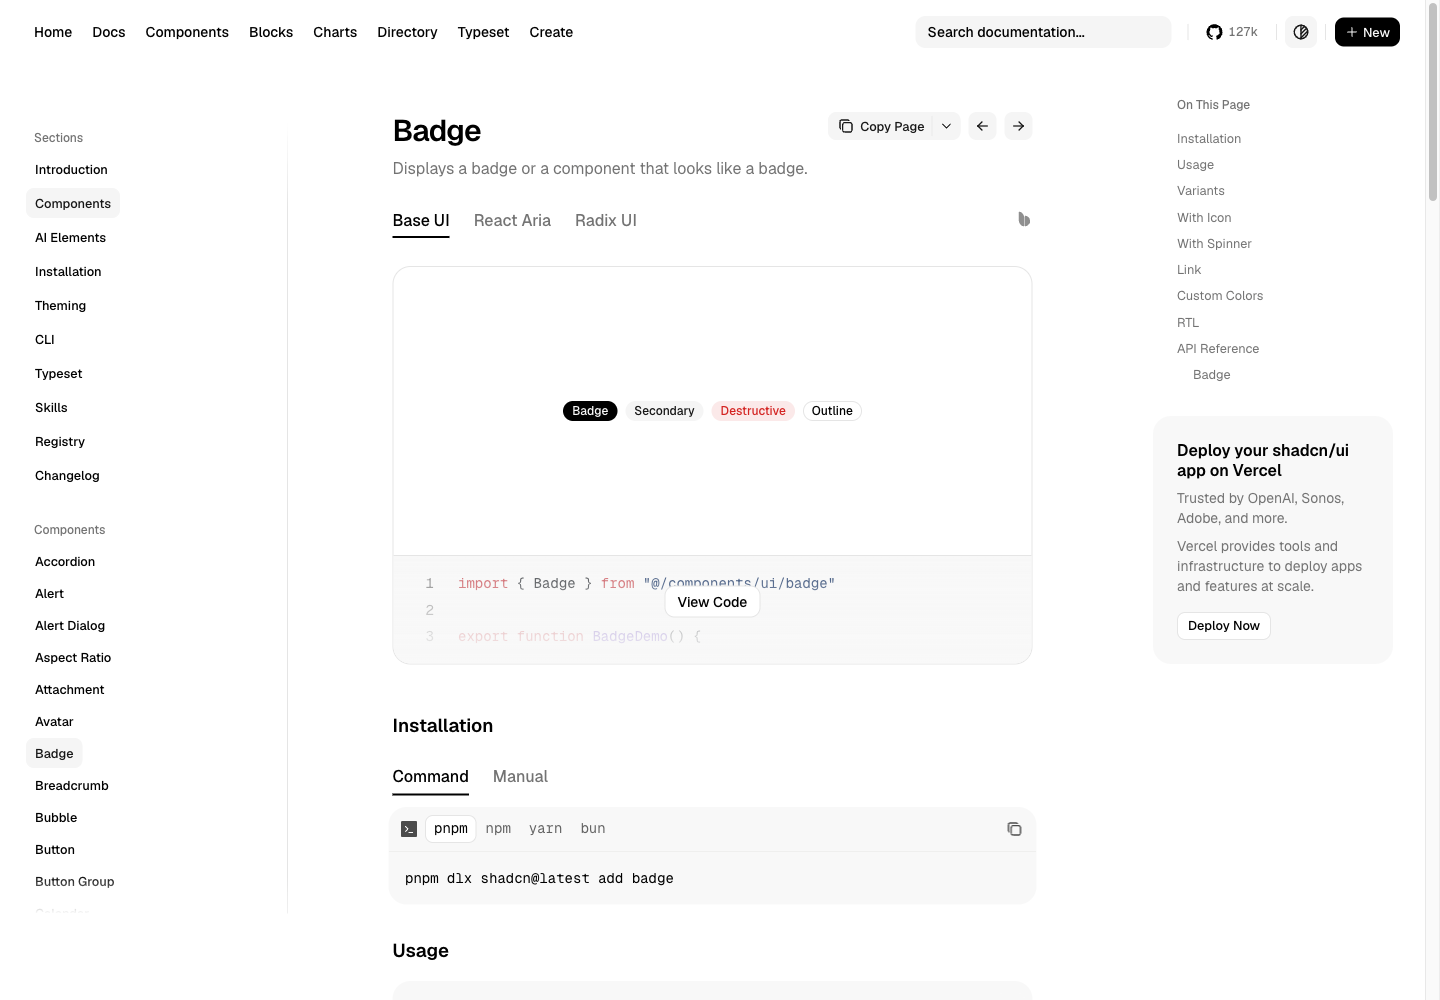 Home Docs Components Blocks Charts Directory Typeset Create
Search documentation...
127k
New
Sections
Introduction
Components
AI Elements
Installation
Theming
CLI
Typeset
Skills
Registry
Changelog
Components
Accordion
Alert
Alert Dialog
Aspect Ratio
Attachment
Avatar
Badge
Breadcrumb
Bubble
Button
Button Group
Badge
Copy Page
Displays a badge or a component that looks like a badge.
Base UI React Aria Radix UI
Badge Secondary Destructive Outline
1 import { Badge } from "@/components/ui/badge"
2
View Code
3 export function BadgeDemo() {
Installation
Command Manual
pnpm npm yarn bun
pnpm dlx shadcn@latest add badge
Usage
On This Page
Installation
Usage
Variants
With Icon
With Spinner
Link
Custom Colors
RTL
API Reference
Badge
Deploy your shadcn/ui
app on Vercel
Trusted by OpenAI, Sonos,
Adobe, and more.
Vercel provides tools and
infrastructure to deploy apps
and features at scale.
Deploy Now